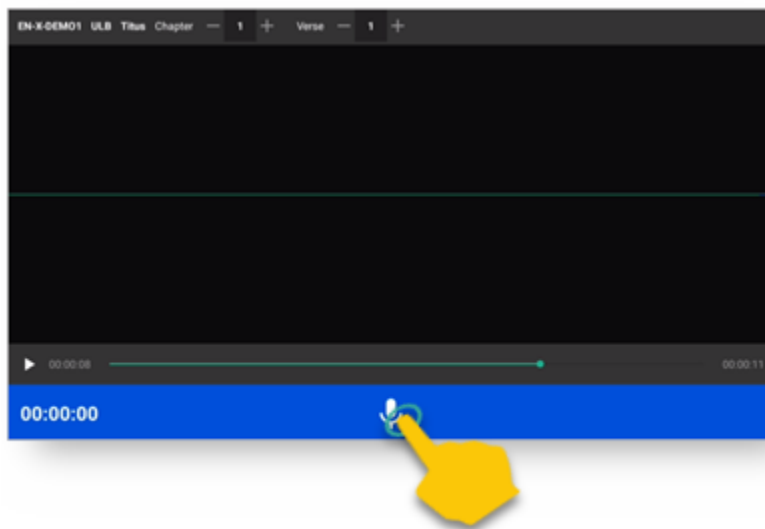 EN-X-DEMO1 ULB Titus Chapter — 1 + Verse — 1 +
00:00:08 00:00:11
00:00:00